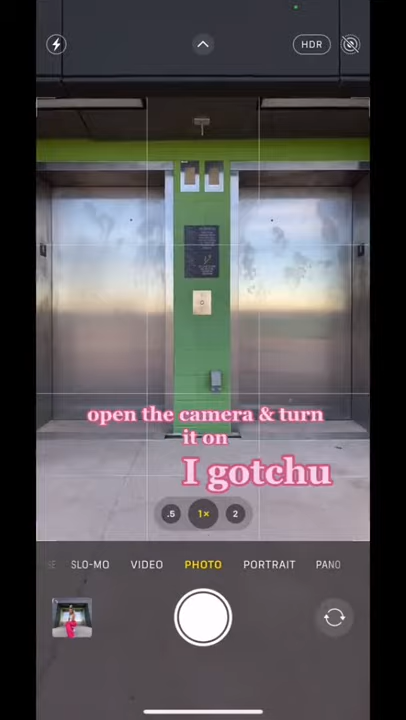 HDR
open the camera & turn
it on
I gotchu
.5 1× 2
SLO-MO VIDEO PHOTO PORTRAIT PANO